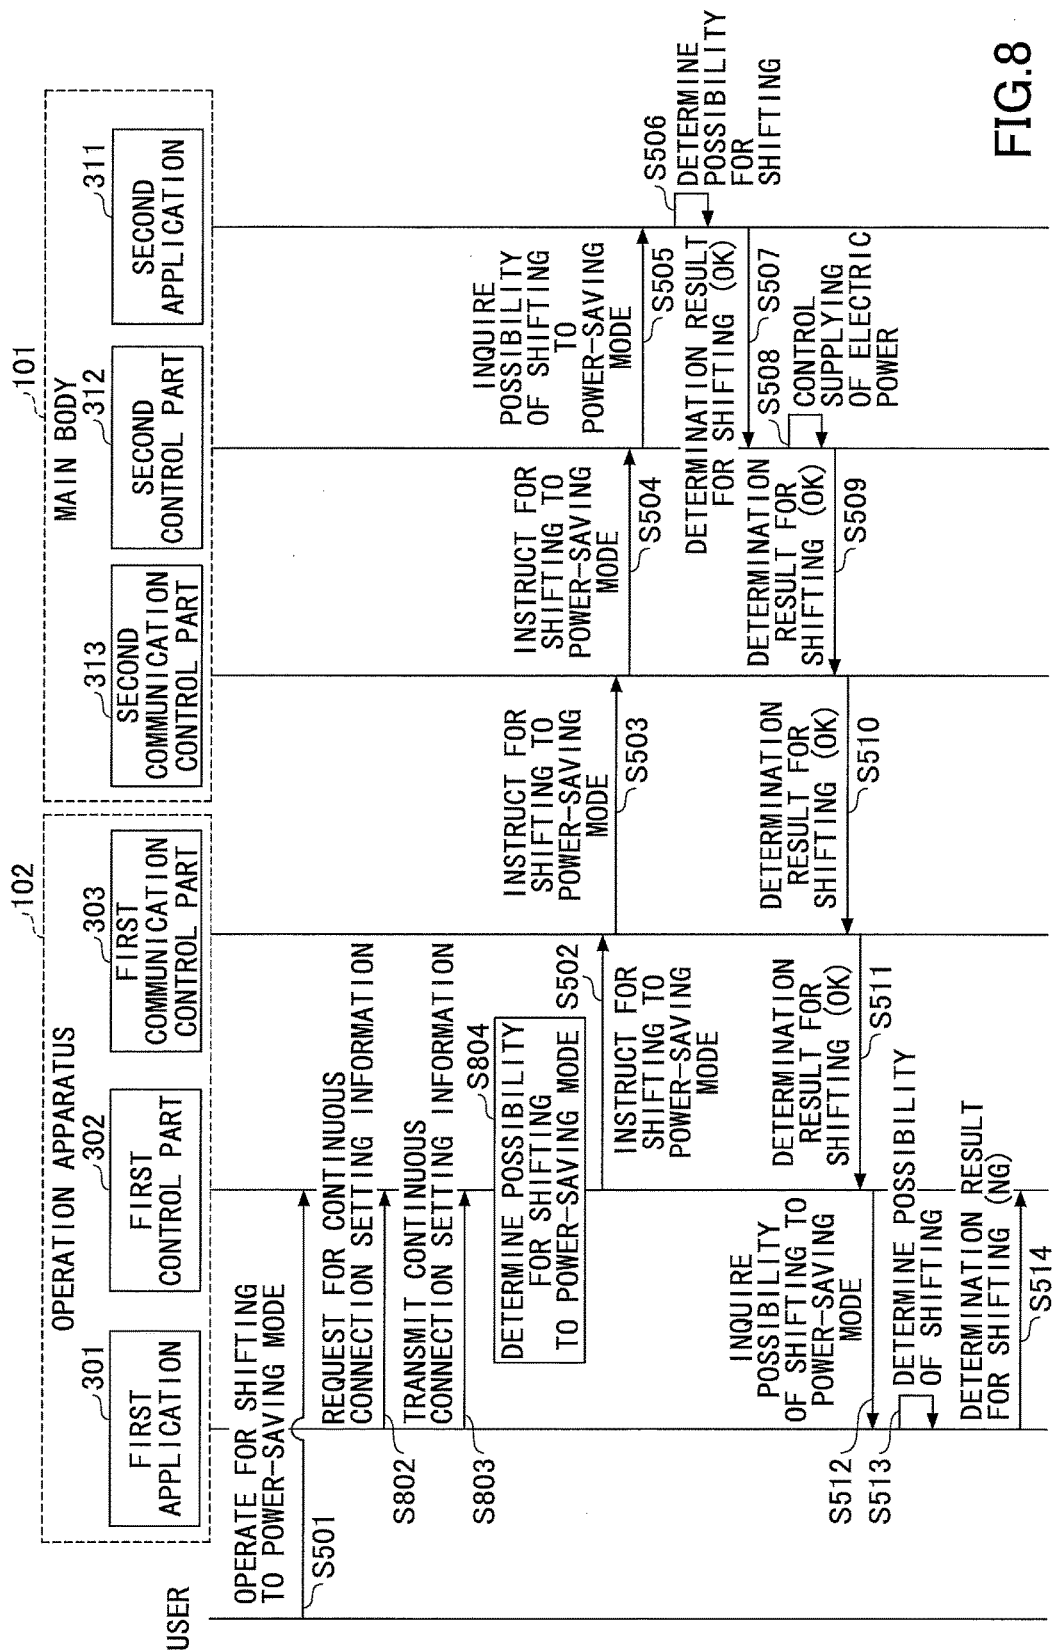 101
102
MAIN BODY
OPERATION APPARATUS
USER
301
FIRST
APPLICATION
302
FIRST
CONTROL PART
303
FIRST
COMMUNICATION
CONTROL PART
313
SECOND
COMMUNICATION
CONTROL PART
312
SECOND
CONTROL PART
311
SECOND
APPLICATION
OPERATE FOR SHIFTING
TO POWER-SAVING MODE
S501
REQUEST FOR CONTINUOUS
CONNECTION SETTING INFORMATION
S802
TRANSMIT CONTINUOUS
CONNECTION SETTING INFORMATION
S803
S804
DETERMINE POSSIBILITY
FOR SHIFTING
TO POWER-SAVING MODE
S502
INSTRUCT FOR
SHIFTING TO
POWER-SAVING
MODE
INSTRUCT FOR
SHIFTING TO
POWER-SAVING
MODE
S503
INSTRUCT FOR
SHIFTING TO
POWER-SAVING
MODE
S504
INQUIRE
POSSIBILITY
OF SHIFTING
TO
POWER-SAVING
MODE
S505
S506
DETERMINE
POSSIBILITY
FOR
SHIFTING
DETERMINATION RESULT
FOR SHIFTING (OK)
S507
S508
CONTROL
SUPPLYING
OF ELECTRIC
POWER
DETERMINATION
RESULT FOR
SHIFTING (OK)
S509
DETERMINATION
RESULT FOR
SHIFTING (OK)
S510
DETERMINATION
RESULT FOR
SHIFTING (OK)
S511
INQUIRE
POSSIBILITY
OF SHIFTING TO
POWER-SAVING
MODE
S512
S513
DETERMINE POSSIBILITY
OF SHIFTING
DETERMINATION RESULT
FOR SHIFTING (NG)
S514
FIG.8